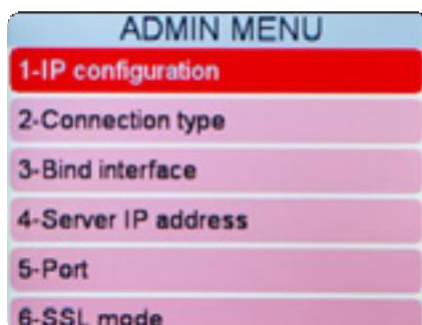 ADMIN MENU
1-IP configuration
2-Connection type
3-Bind interface
4-Server IP address
5-Port
6-SSL mode